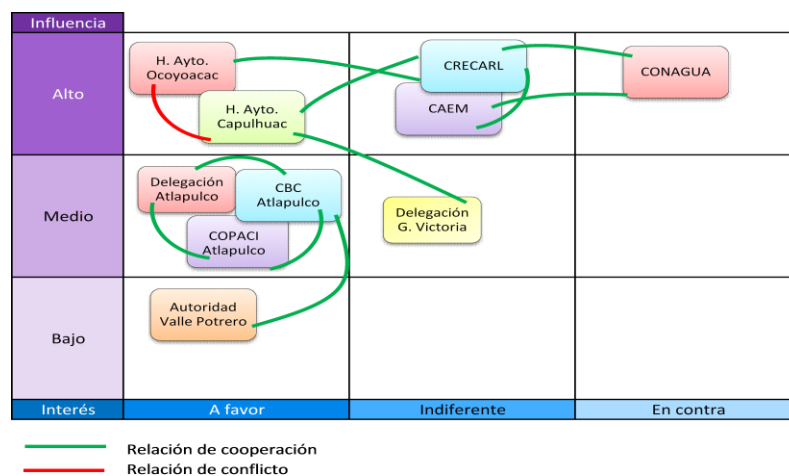 Influencia
Alto
H. Ayto.
Ocoyoacac
H. Ayto.
Capulhuac
CRECARL
CAEM
CONAGUA
Medio
Delegación
Atlapulco
CBC
Atlapulco
COPACI
Atlapulco
Delegación
G. Victoria
Bajo
Autoridad
Valle Potrero
Interés
A favor
Indiferente
En contra
Relación de cooperación
Relación de conflicto